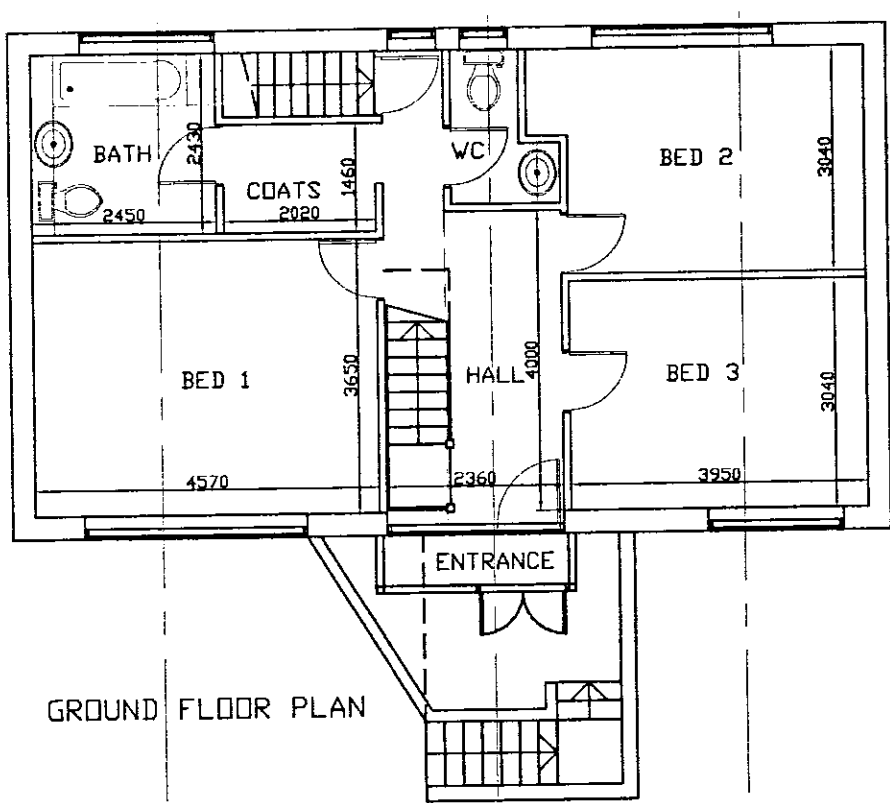 BATH
2430
2450
COATS
1460
2020
WC
BED 2
3040
BED 1
3650
4570
HALL
4000
2360
BED 3
3040
3950
ENTRANCE
GROUND FLOOR PLAN